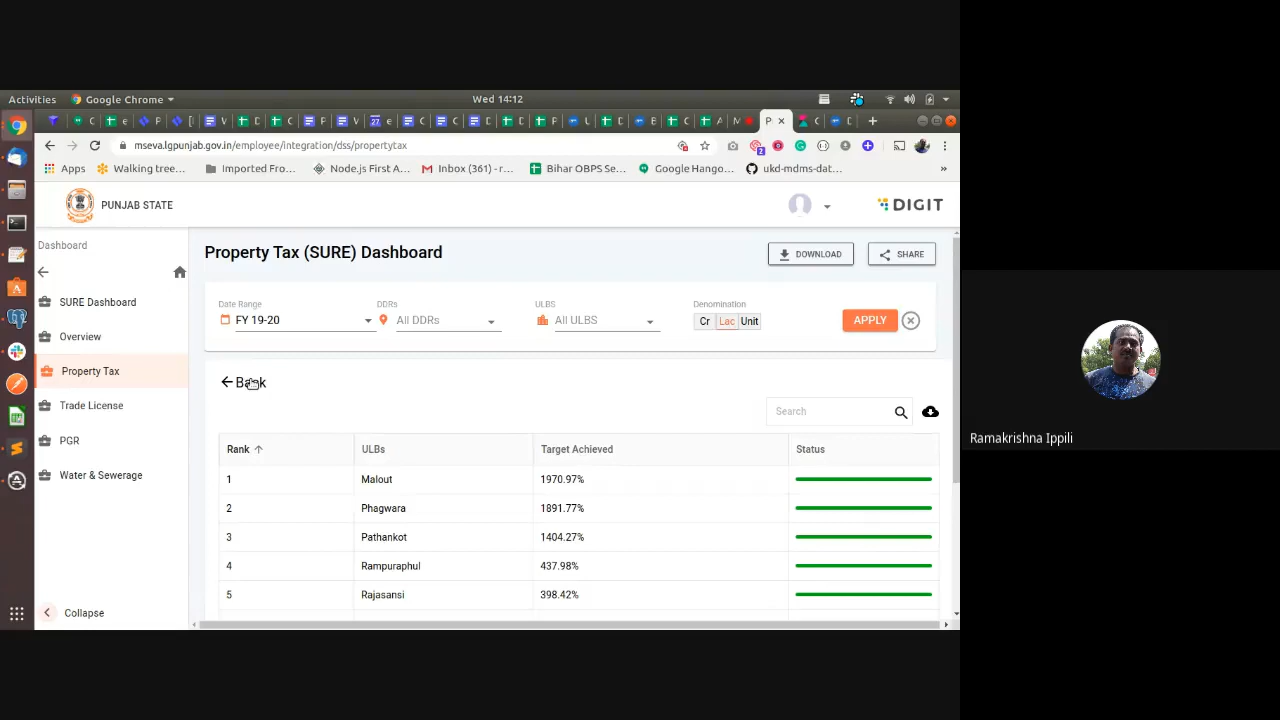 Activities Google Chrome Wed 14:12
mseva.lgpunjab.gov.in/employee/integration/dss/propertytax
Apps Walking tree... Imported Fro... Node.js First A... Inbox (361) - r... Bihar OBPS Se... Google Hango... ukd-mdms-dat... »
PUNJAB STATE DIGIT
Dashboard
SURE Dashboard
Overview
Property Tax
Trade License
PGR
Water & Sewerage
Collapse
Property Tax (SURE) Dashboard DOWNLOAD SHARE
Date Range DDRs ULBS Denomination
FY 19-20 All DDRs All ULBS Cr Lac Unit APPLY
Back
Search
Rank ULBs Target Achieved Status
1 Malout 1970.97%
2 Phagwara 1891.77%
3 Pathankot 1404.27%
4 Rampuraphul 437.98%
5 Rajasansi 398.42%
Ramakrishna Ippili